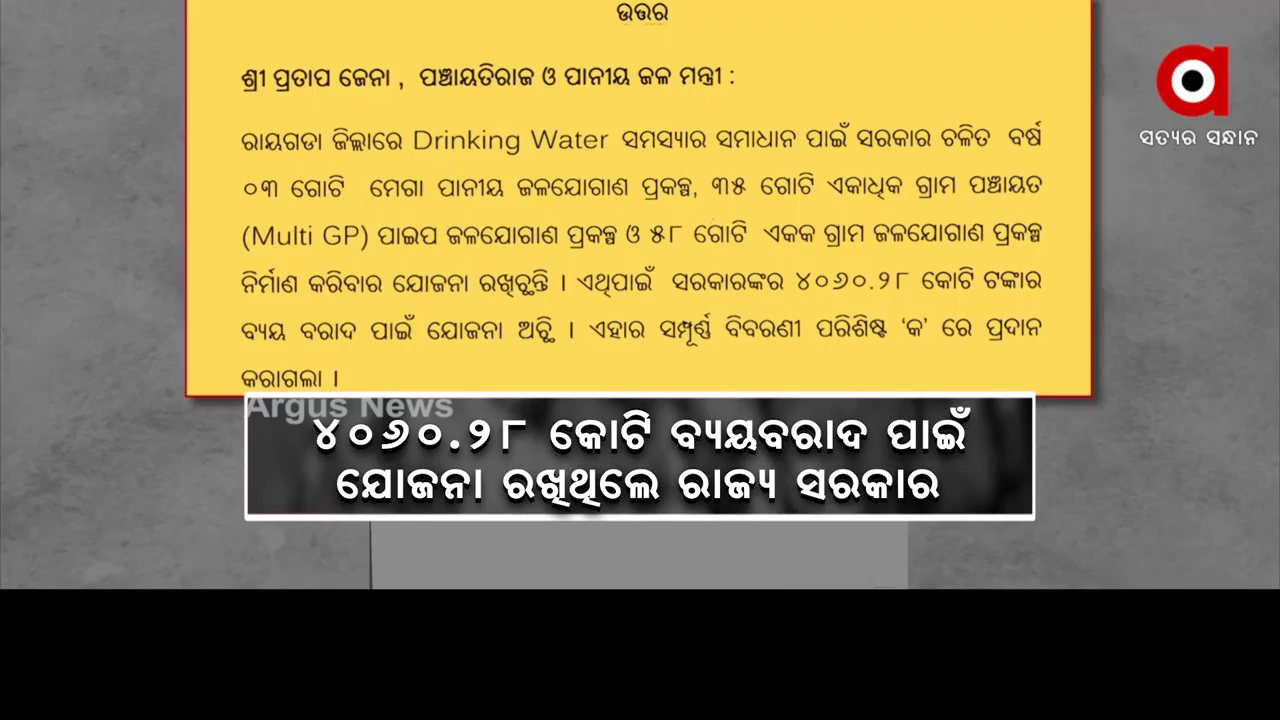 ଉତ୍ତର
ଶ୍ରୀ ପ୍ରତାପ ଜେନା , ପଞ୍ଚାୟତିରାଜ ଓ ପାନୀୟ ଜଳ ମନ୍ତ୍ରୀ :
ସତ୍ୟର ସନ୍ଧାନ
ରାୟଗଡା ଜିଲ୍ଲାରେ Drinking Water ସମସ୍ୟାର ସମାଧାନ ପାଇଁ ସରକାର ଚଳିତ ବର୍ଷ
୦୩ ଗୋଟି ମେଗା ପାନୀୟ ଜଳଯୋଗାଣ ପ୍ରକଳ୍ପ, ୩୫ ଗୋଟି ଏକାଧିକ ଗ୍ରାମ ପଞ୍ଚାୟତ
(Multi GP) ପାଇପ ଜଳଯୋଗାଣ ପ୍ରକଳ୍ପ ଓ ୫୮ ଗୋଟି ଏକକ ଗ୍ରାମ ଜଳଯୋଗାଣ ପ୍ରକଳ୍ପ
ନିର୍ମାଣ କରିବାର ଯୋଜନା ରଖିଚ୍ଛନ୍ତି । ଏଥିପାଇଁ ସରକାରଙ୍କର ୪୦୬୦.୨୮ କୋଟି ଟଙ୍କାର
ବ୍ୟୟ ବରାଦ ପାଇଁ ଯୋଜନା ଅଚ୍ଛି । ଏହାର ସମ୍ପୂର୍ଣ୍ଣ ବିବରଣୀ ପରିଶିଷ୍ଟ ‘କ’ ରେ ପ୍ରଦାନ
କରାଗଲା ।
Argus News
୪୦୬୦.୨୮ କୋଟି ବ୍ୟୟବରାଦ ପାଇଁ
ଯୋଜନା ରଖିଥିଲେ ରାଜ୍ୟ ସରକାର